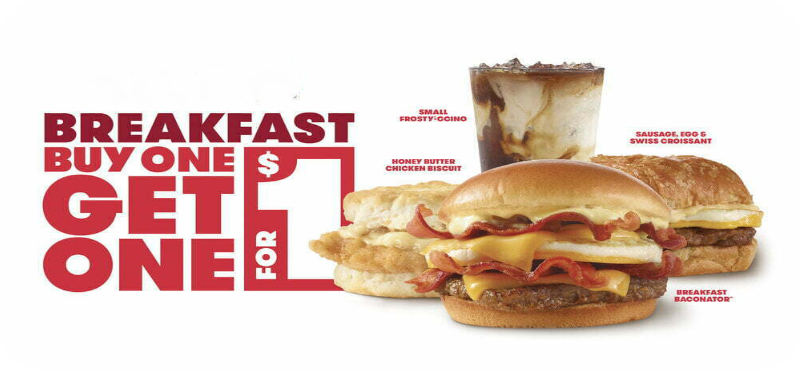 BREAKFAST
BUY ONE
GET
ONE
FOR
$1
SMALL
FROSTY-CCINO
HONEY BUTTER
CHICKEN BISCUIT
SAUSAGE, EGG &
SWISS CROISSANT
BREAKFAST
BACONATOR